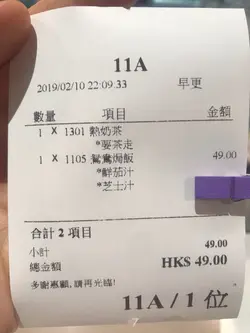 11A
2019/02/10 22:09:33 早更
數量 項目 金額
1 X 1301 熱奶茶
*要茶走
1 X 1105 鴛鴦焗飯 49.00
*鮮茄汁
*芝士汁
合計 2 項目
小計 49.00
總金額 HK$ 49.00
多謝惠顧,請再光臨!
11A / 1 位